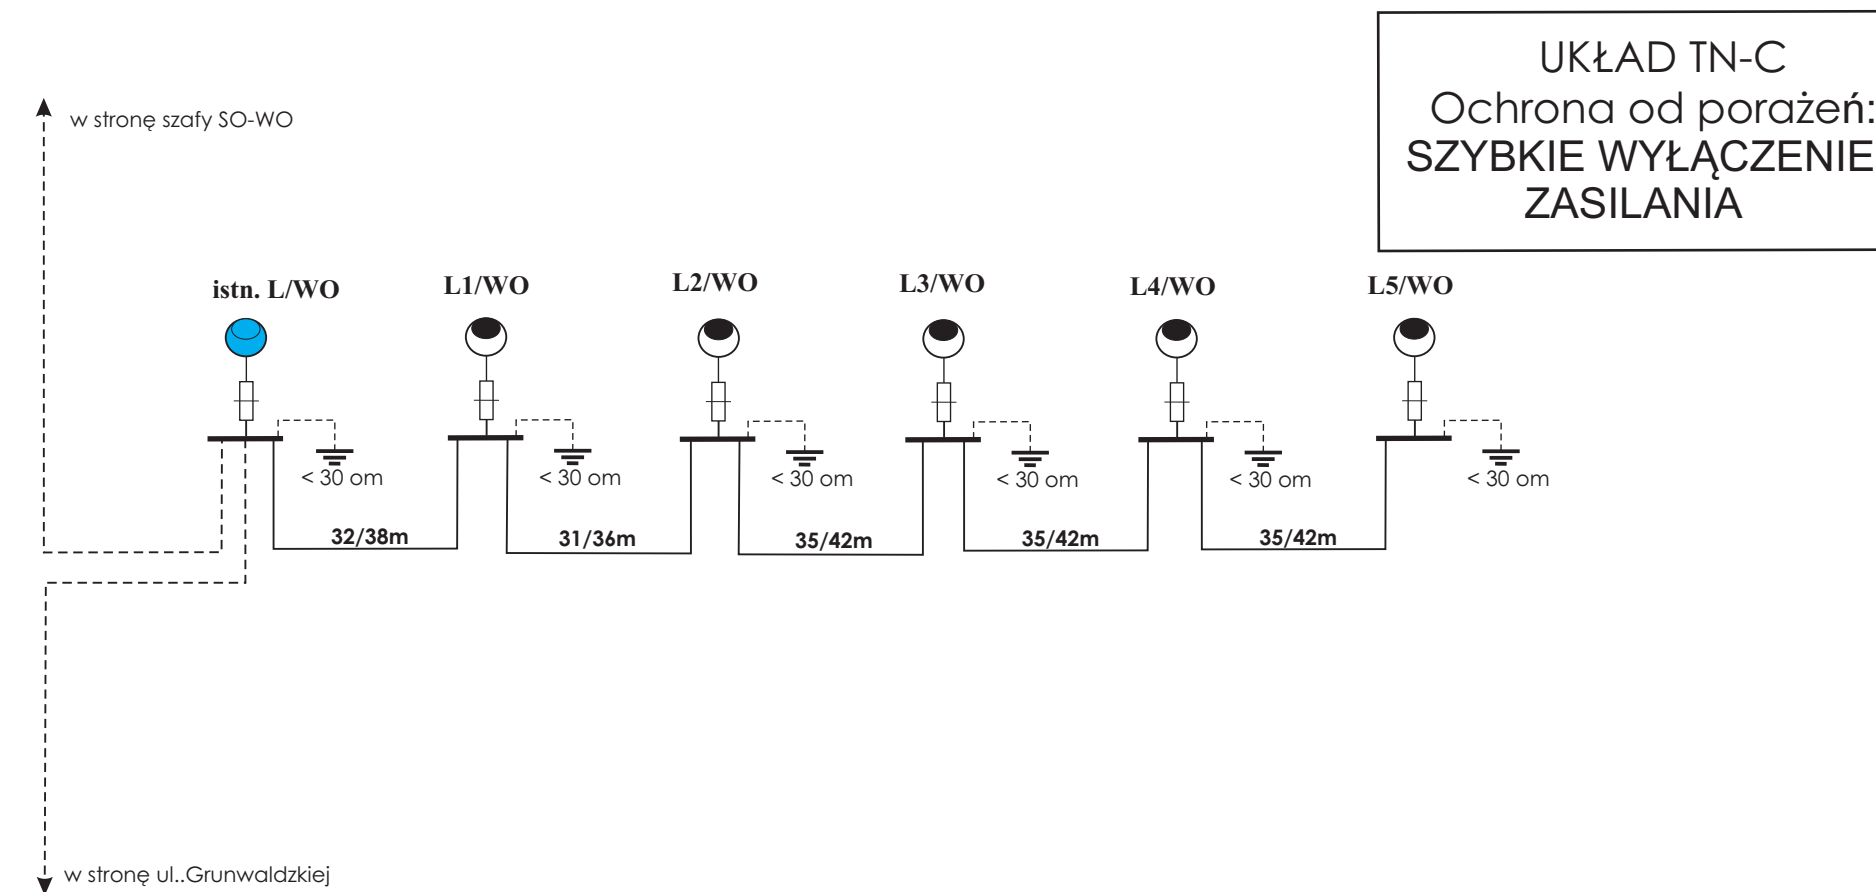 UKŁAD TN-C
Ochrona od porażeń:
SZYBKIE WYŁĄCZENIE
ZASILANIA
w stronę szafy SO-WO
istn. L/WO
L1/WO
L2/WO
L3/WO
L4/WO
L5/WO
< 30 om
< 30 om
< 30 om
< 30 om
< 30 om
< 30 om
32/38m
31/36m
35/42m
35/42m
35/42m
w stronę ul..Grunwaldzkiej